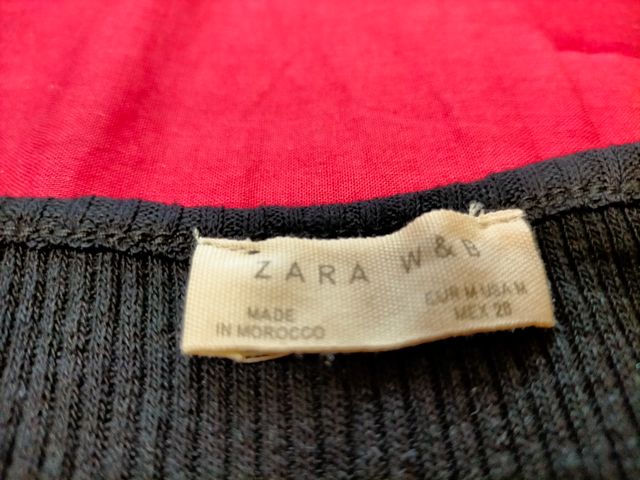 ZARA W & B
MADE
IN MOROCCO
EUR M USA M
MEX 28